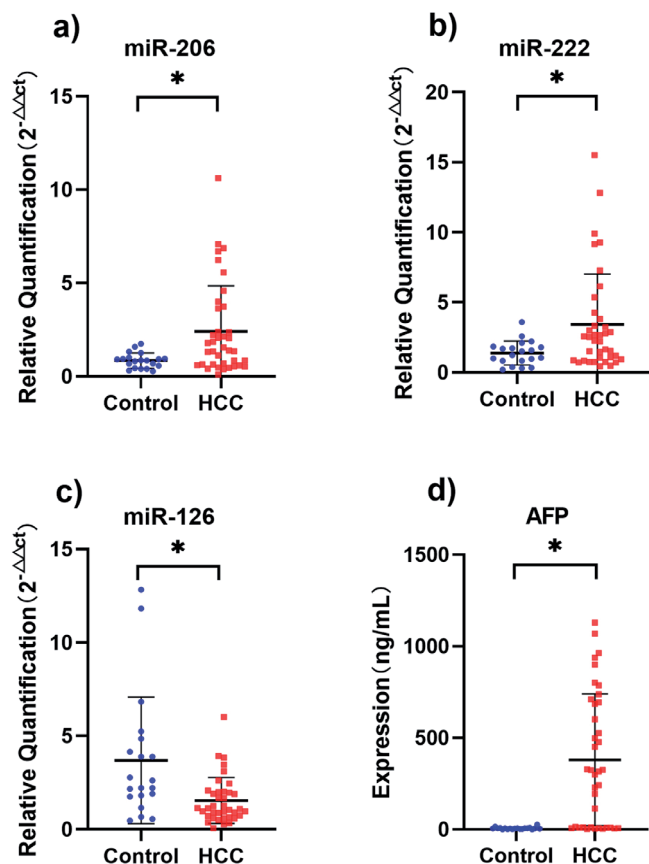 a)
miR-206
*
Relative Quantification(2-ΔΔct)
15
10
5
0
Control HCC
b)
miR-222
*
Relative Quantification(2-ΔΔct)
20
15
10
5
0
Control HCC
c)
miR-126
*
Relative Quantification(2-ΔΔct)
15
10
5
0
Control HCC
d)
AFP
*
Expression(ng/mL)
1500
1000
500
0
Control HCC